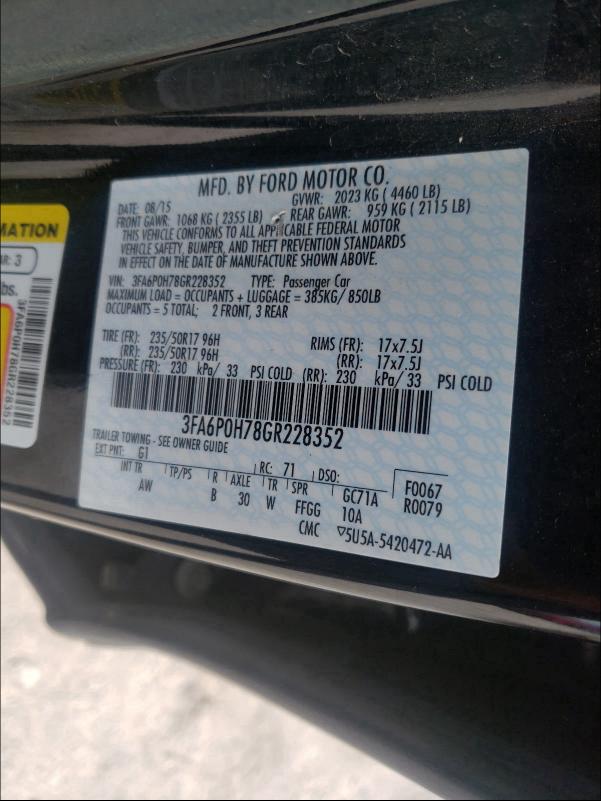 MFD. BY FORD MOTOR CO.
DATE: 08/15 GVWR: 2023 KG ( 4460 LB)
FRONT GAWR: 1068 KG ( 2355 LB) REAR GAWR: 959 KG ( 2115 LB)
THIS VEHICLE CONFORMS TO ALL APPLICABLE FEDERAL MOTOR
VEHICLE SAFETY, BUMPER, AND THEFT PREVENTION STANDARDS
IN EFFECT ON THE DATE OF MANUFACTURE SHOWN ABOVE.
VIN: 3FA6P0H78GR228352 TYPE: Passenger Car
MAXIMUM LOAD = OCCUPANTS + LUGGAGE = 385KG/ 850LB
OCCUPANTS = 5 TOTAL; 2 FRONT, 3 REAR
TIRE (FR): 235/50R17 96H RIMS (FR): 17x7.5J
(RR): 235/50R17 96H (RR): 17x7.5J
PRESSURE (FR): 230 kPa/ 33 PSI COLD (RR): 230 kPa/ 33 PSI COLD
3FA6P0H78GR228352
TRAILER TOWING - SEE OWNER GUIDE
EXT PNT: G1 RC: 71 DSO: F0067
INT TR TP/PS R AXLE TR SPR GC71A R0079
AW B 30 W FFGG 10A
CMC ▽5U5A-5420472-AA
MATION
AR: 3
lbs.
3FA6P0H78GR228352